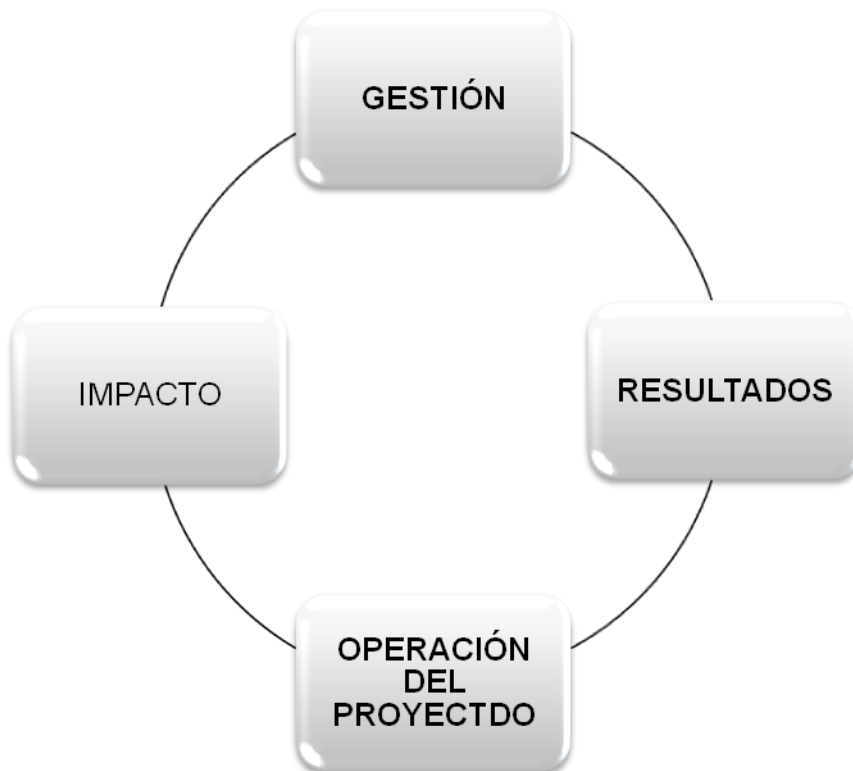 GESTIÓN
IMPACTO
RESULTADOS
OPERACIÓN
DEL
PROYECTDO